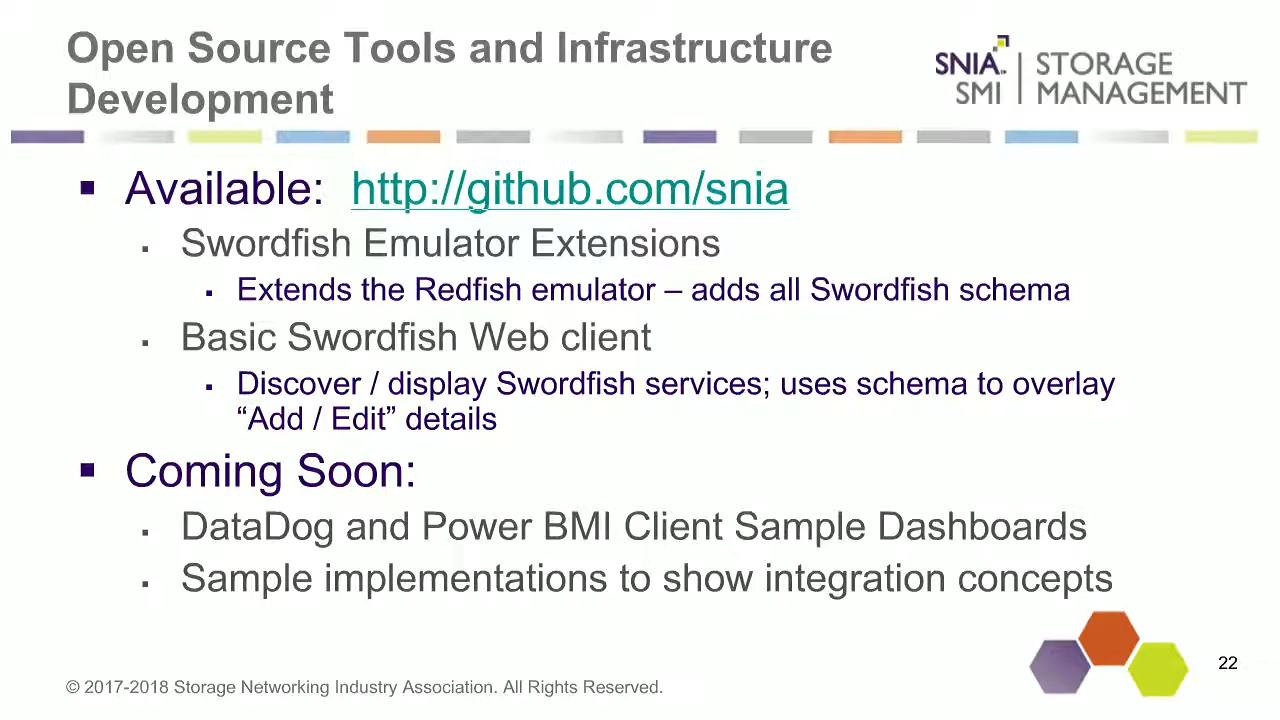 Open Source Tools and Infrastructure
Development
SNIA™ | STORAGE
SMI | MANAGEMENT
▪ Available: http://github.com/snia
▪ Swordfish Emulator Extensions
▪ Extends the Redfish emulator – adds all Swordfish schema
▪ Basic Swordfish Web client
▪ Discover / display Swordfish services; uses schema to overlay
“Add / Edit” details
▪ Coming Soon:
▪ DataDog and Power BMI Client Sample Dashboards
▪ Sample implementations to show integration concepts
22
© 2017-2018 Storage Networking Industry Association. All Rights Reserved.